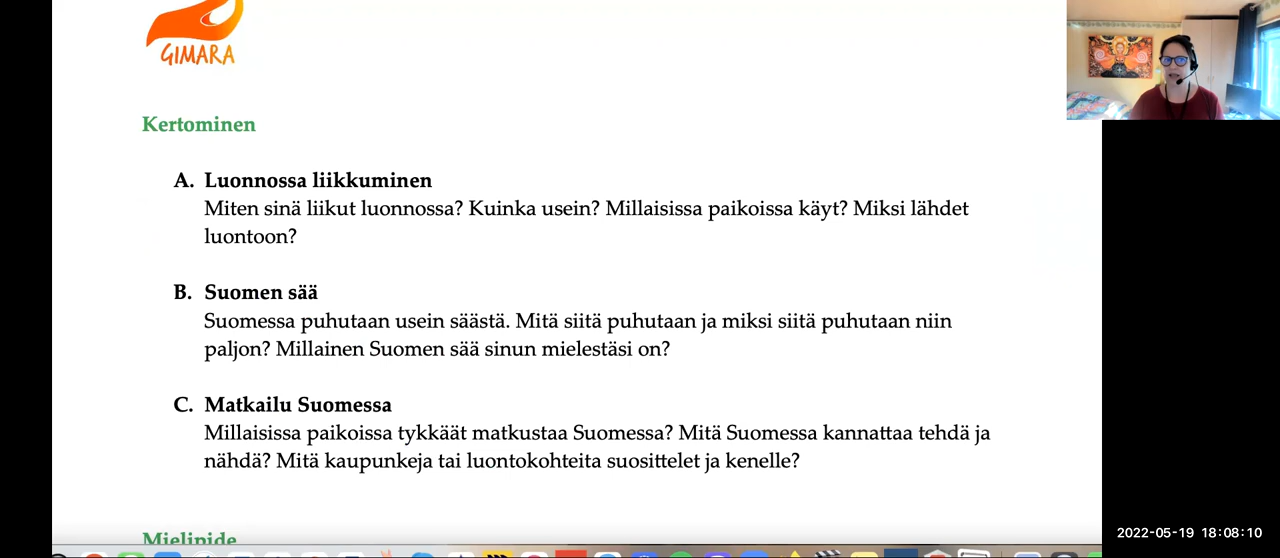 GIMARA
Kertominen
A. Luonnossa liikkuminen
Miten sinä liikut luonnossa? Kuinka usein? Millaisissa paikoissa käyt? Miksi lähdet
luontoon?
B. Suomen sää
Suomessa puhutaan usein säästä. Mitä siitä puhutaan ja miksi siitä puhutaan niin
paljon? Millainen Suomen sää sinun mielestäsi on?
C. Matkailu Suomessa
Millaisissa paikoissa tykkäät matkustaa Suomessa? Mitä Suomessa kannattaa tehdä ja
nähdä? Mitä kaupunkeja tai luontokohteita suosittelet ja kenelle?
Mielipide
2022-05-19 18:08:10